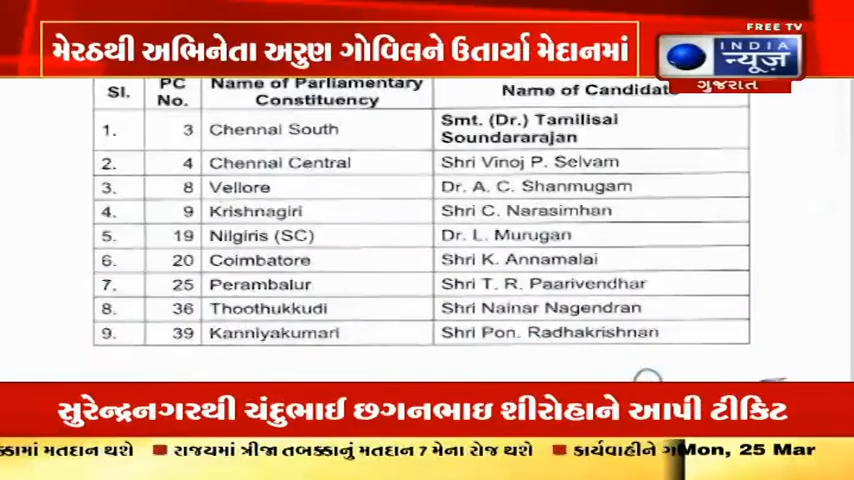 મેરઠથી અભિનેતા અરુણ ગોવિલને ઉતાર્યા મેદાનમાં
FREE TV
INDIA
न्यूज़
ગુજરાત
Sl. PC No. Name of Parliamentary Constituency Name of Candidate
1. 3 Chennai South Smt. (Dr.) Tamilisai Soundararajan
2. 4 Chennai Central Shri Vinoj P. Selvam
3. 8 Vellore Dr. A. C. Shanmugam
4. 9 Krishnagiri Shri C. Narasimhan
5. 19 Nilgiris (SC) Dr. L. Murugan
6. 20 Coimbatore Shri K. Annamalai
7. 25 Perambalur Shri T. R. Paarivendhar
8. 36 Thoothukkudi Shri Nainar Nagendran
9. 39 Kanniyakumari Shri Pon. Radhakrishnan
સુરેન્દ્રનગરથી ચંદુભાઈ છગનભાઇ શીરોહાને આપી ટીકિટ
મતદાન થશે ■ રાજ્યમાં ત્રીજા તબક્કાનું મતદાન 7 મેના રોજ થશે ■ કાર્યવાહીને Mon, 25 Mar